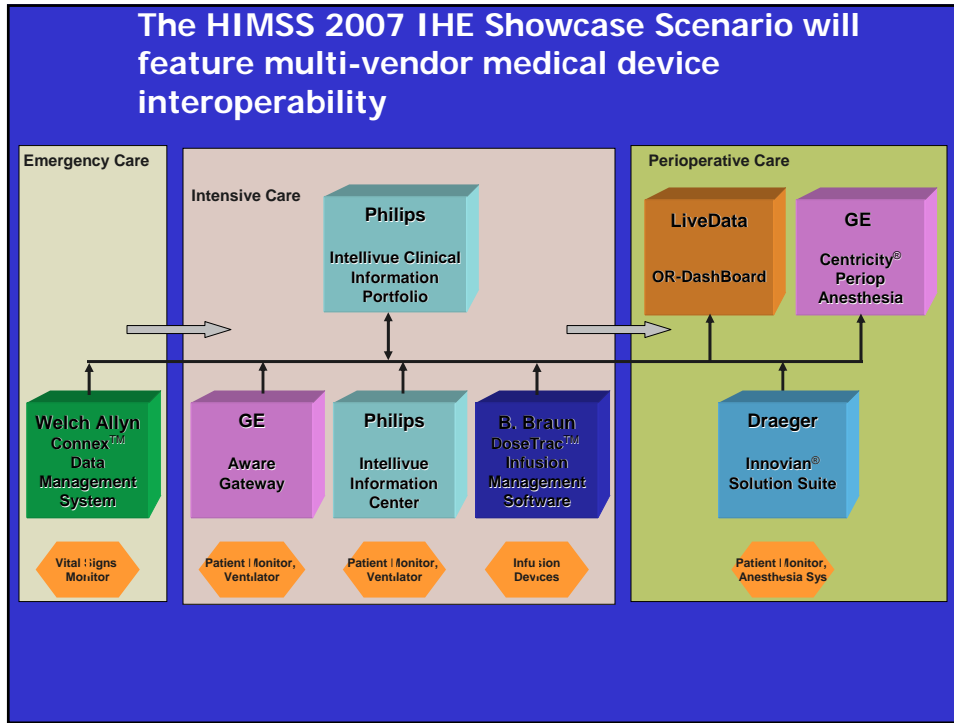 The HIMSS 2007 IHE Showcase Scenario will
feature multi-vendor medical device
interoperability
Emergency Care
Intensive Care
Perioperative Care
Philips
Intellivue Clinical
Information
Portfolio
LiveData
OR-DashBoard
GE
Centricity®
Periop
Anesthesia
Welch Allyn
Connex™
Data
Management
System
GE
Aware
Gateway
Philips
Intellivue
Information
Center
B. Braun
DoseTrac™
Infusion
Management
Software
Draeger
Innovian®
Solution Suite
Vital Signs
Monitor
Patient Monitor,
Ventilator
Patient Monitor,
Ventilator
Infusion
Devices
Patient Monitor,
Anesthesia Sys